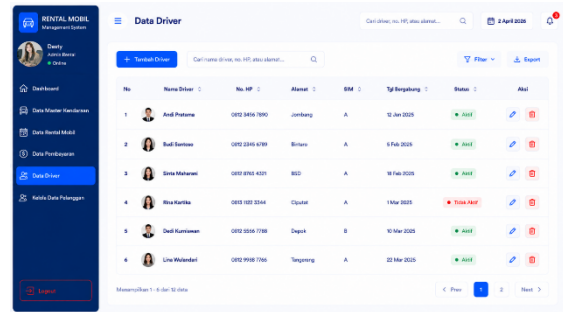 RENTAL MOBIL
Management System
Data Driver
Cari driver, no. HP, atau alamat...
2 April 2026
Desty
Admin Rental
Online
+ Tambah Driver
Cari nama driver, no. HP, atau alamat...
Filter
Export
Dashboard
Data Master Kendaraan
Data Rental Mobil
Data Pembayaran
Data Driver
Kelola Data Pelanggan
Logout
No Nama Driver No. HP Alamat SIM Tgl Bergabung Status Aksi
1 Andi Pratama 0812 3456 7890 Jombang A 12 Jan 2025 Aktif
2 Budi Santoso 0812 2345 6789 Bintaro A 5 Feb 2025 Aktif
3 Sinta Maharani 0812 8765 4321 BSD A 18 Feb 2025 Aktif
4 Rina Kartika 0813 1122 3344 Ciputat A 1 Mar 2025 Tidak Aktif
5 Dedi Kurniawan 0812 5556 7788 Depok B 10 Mar 2025 Aktif
6 Lina Wulandari 0812 9988 7766 Tangerang A 22 Mar 2025 Aktif
Menampilkan 1 - 6 dari 12 data
< Prev 1 2 Next >